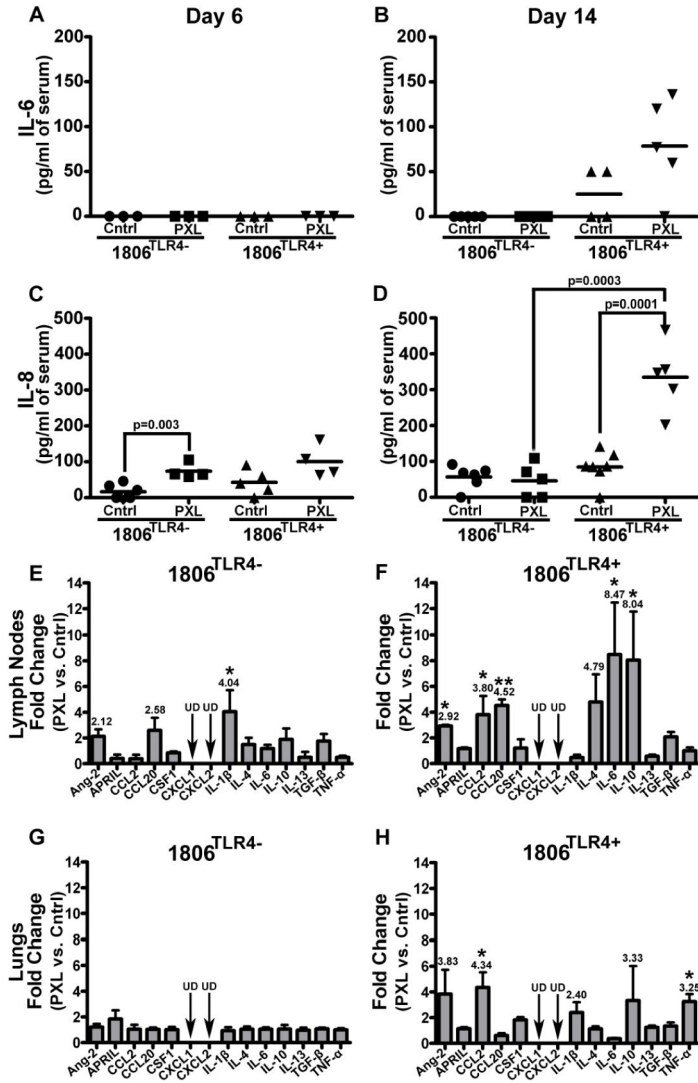 A Day 6
IL-6
(pg/ml of serum)
200
150
100
50
0
Cntrl PXL Cntrl PXL
1806TLR4- 1806TLR4+
B Day 14
200
150
100
50
0
Cntrl PXL Cntrl PXL
1806TLR4- 1806TLR4+
C
IL-8
(pg/ml of serum)
500
400
300
200
100
0
p=0.003
Cntrl PXL Cntrl PXL
1806TLR4- 1806TLR4+
D
500
400
300
200
100
0
p=0.0003
p=0.0001
Cntrl PXL Cntrl PXL
1806TLR4- 1806TLR4+
E 1806TLR4-
Lymph Nodes
Fold Change
(PXL vs. Cntrl)
14
12
10
8
6
4
2
0
2.12 2.58 UD UD * 4.04
Ang-2 APRIL CCL2 CCL20 CSF1 CXCL1 CXCL2 IL-1β IL-4 IL-6 IL-10 IL-13 TGF-β TNF-α
F 1806TLR4+
Fold Change
(PXL vs. Cntrl)
14
12
10
8
6
4
2
0
* 2.92 * 3.80 ** 4.52 UD UD 4.79 * 8.47 * 8.04
Ang-2 APRIL CCL2 CCL20 CSF1 CXCL1 CXCL2 IL-1β IL-4 IL-6 IL-10 IL-13 TGF-β TNF-α
G 1806TLR4-
Lungs
Fold Change
(PXL vs. Cntrl)
14
12
10
8
6
4
2
0
UD UD
Ang-2 APRIL CCL2 CCL20 CSF1 CXCL1 CXCL2 IL-1β IL-4 IL-6 IL-10 IL-13 TGF-β TNF-α
H 1806TLR4+
Fold Change
(PXL vs. Cntrl)
14
12
10
8
6
4
2
0
3.83 * 4.34 UD UD 2.40 3.33 * 3.25
Ang-2 APRIL CCL2 CCL20 CSF1 CXCL1 CXCL2 IL-1β IL-4 IL-6 IL-10 IL-13 TGF-β TNF-α